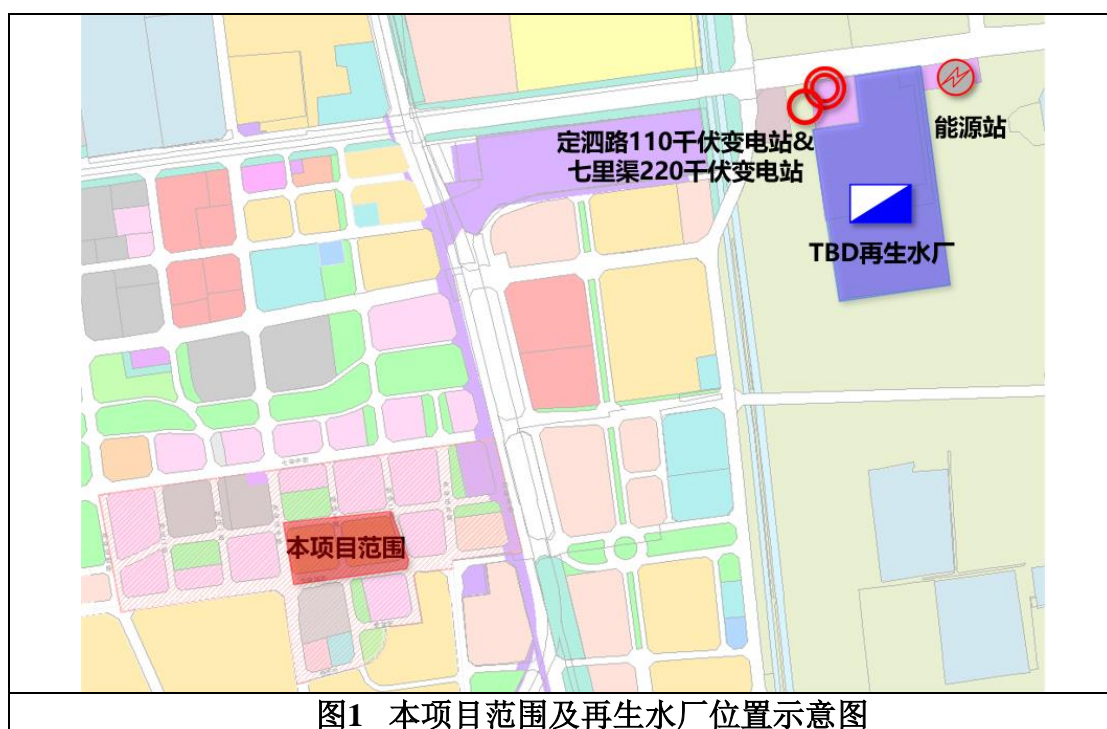 定泗路110千伏变电站&
七里渠220千伏变电站
能源站
TBD再生水厂
本项目范围
图1 本项目范围及再生水厂位置示意图